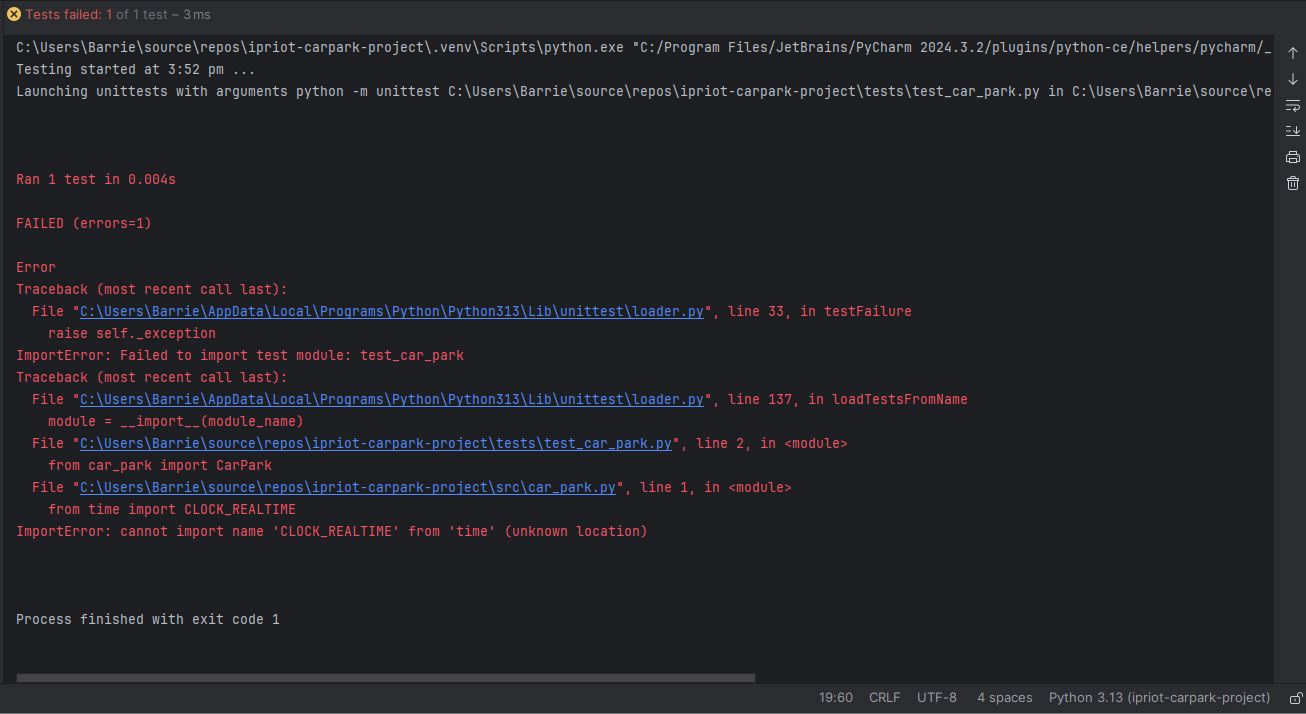 Tests failed: 1 of 1 test – 3 ms
C:\Users\Barrie\source\repos\ipriot-carpark-project\.venv\Scripts\python.exe "C:/Program Files/JetBrains/PyCharm 2024.3.2/plugins/python-ce/helpers/pycharm/_
Testing started at 3:52 pm ...
Launching unittests with arguments python -m unittest C:\Users\Barrie\source\repos\ipriot-carpark-project\tests\test_car_park.py in C:\Users\Barrie\source\re
Ran 1 test in 0.004s
FAILED (errors=1)
Error
Traceback (most recent call last):
  File "C:\Users\Barrie\AppData\Local\Programs\Python\Python313\Lib\unittest\loader.py", line 33, in testFailure
    raise self._exception
ImportError: Failed to import test module: test_car_park
Traceback (most recent call last):
  File "C:\Users\Barrie\AppData\Local\Programs\Python\Python313\Lib\unittest\loader.py", line 137, in loadTestsFromName
    module = __import__(module_name)
  File "C:\Users\Barrie\source\repos\ipriot-carpark-project\tests\test_car_park.py", line 2, in <module>
    from car_park import CarPark
  File "C:\Users\Barrie\source\repos\ipriot-carpark-project\src\car_park.py", line 1, in <module>
    from time import CLOCK_REALTIME
ImportError: cannot import name 'CLOCK_REALTIME' from 'time' (unknown location)
Process finished with exit code 1
19:60 CRLF UTF-8 4 spaces Python 3.13 (ipriot-carpark-project)